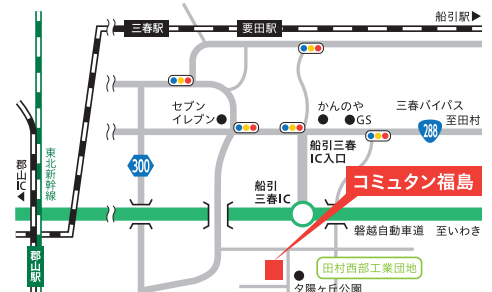 船引駅▶
三春駅
要田駅
セブン
イレブン
かんのや
GS
三春バイパス
至田村
288
船引三春
IC入口
300
東北新幹線
郡山IC◀
船引
三春IC
コミュタン福島
磐越自動車道 至いわき
郡山駅
田村西部工業団地
夕陽ヶ丘公園